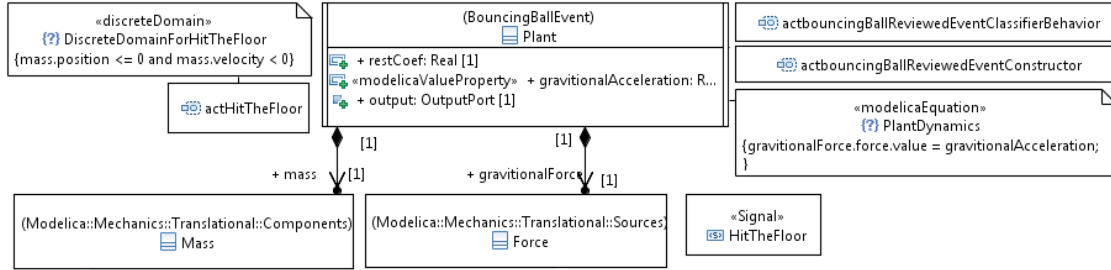 «discreteDomain»
{?} DiscreteDomainForHitTheFloor
{mass.position <= 0 and mass.velocity < 0}
actHitTheFloor
(BouncingBallEvent)
Plant
+ restCoef: Real [1]
«modelicaValueProperty» + gravitionalAcceleration: R...
+ output: OutputPort [1]
actbouncingBallReviewedEventClassifierBehavior
actbouncingBallReviewedEventConstructor
«modelicaEquation»
{?} PlantDynamics
{gravitionalForce.force.value = gravitionalAcceleration;
}
[1]
[1]
+ mass
[1]
+ gravitionalForce
[1]
(Modelica::Mechanics::Translational::Components)
Mass
(Modelica::Mechanics::Translational::Sources)
Force
«Signal»
<S> HitTheFloor